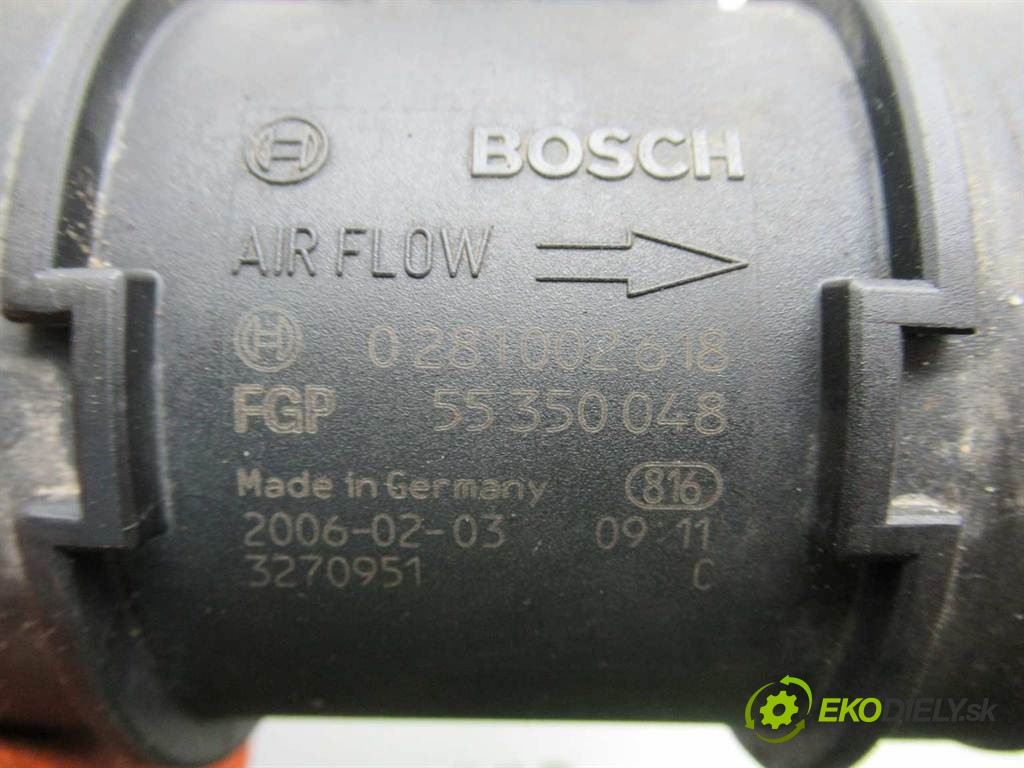 BOSCH
AIR FLOW
0 281 002 618
FGP 55 350 048
Made in Germany 816
2006-02-03 09:11
3270951 C
EKODIELY.sk